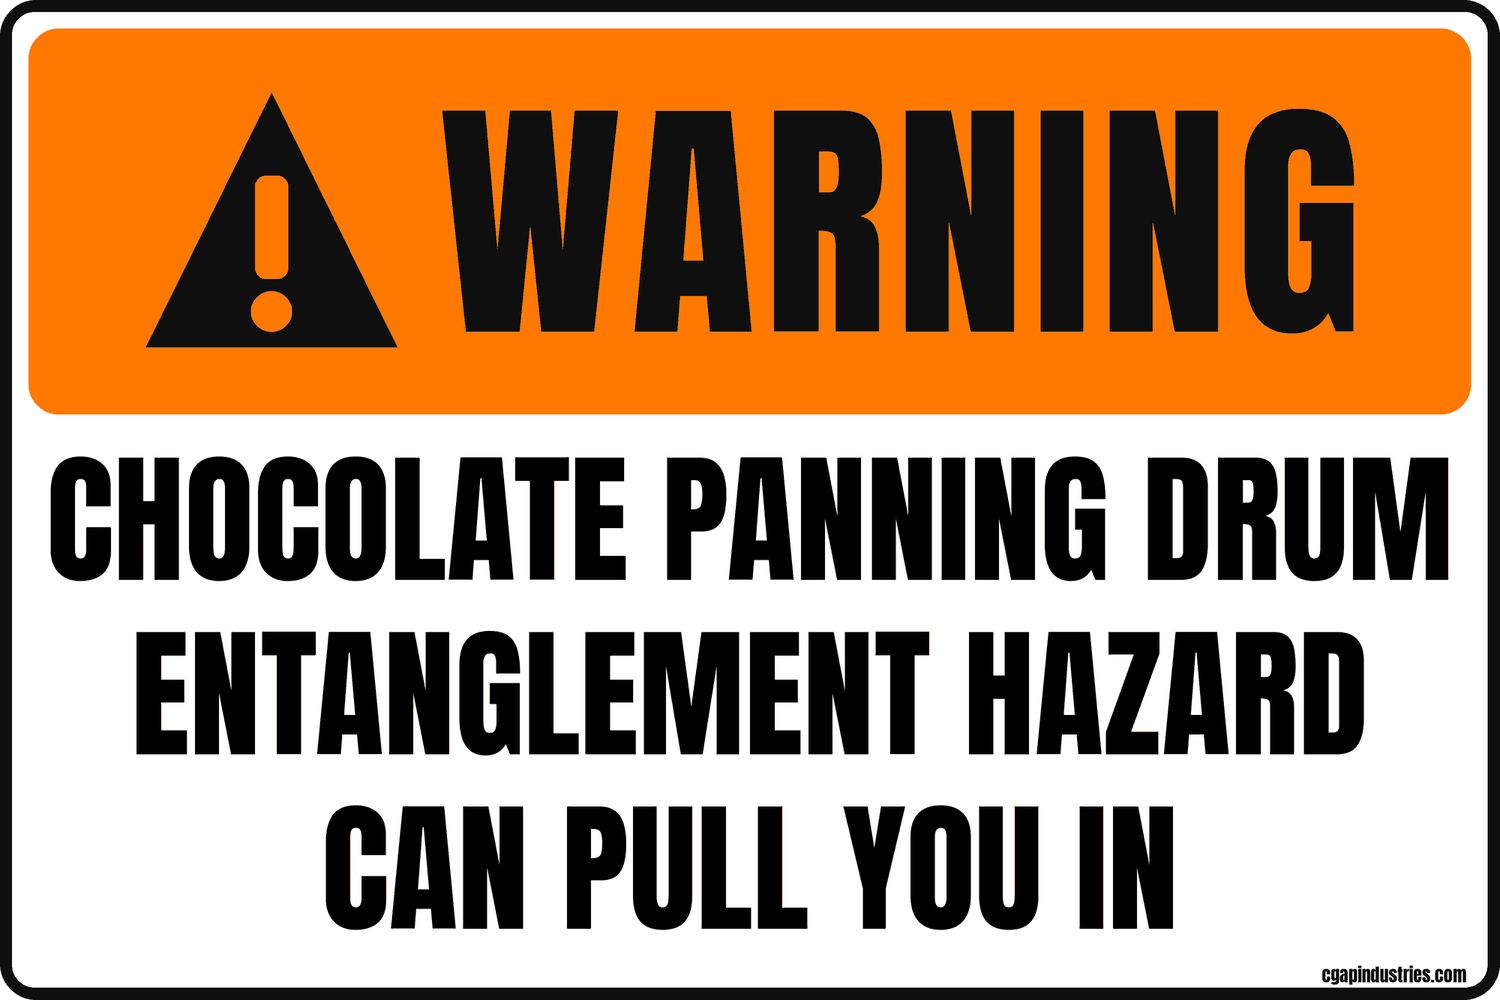 WARNING
CHOCOLATE PANNING DRUM
ENTANGLEMENT HAZARD
CAN PULL YOU IN
cgapindustries.com